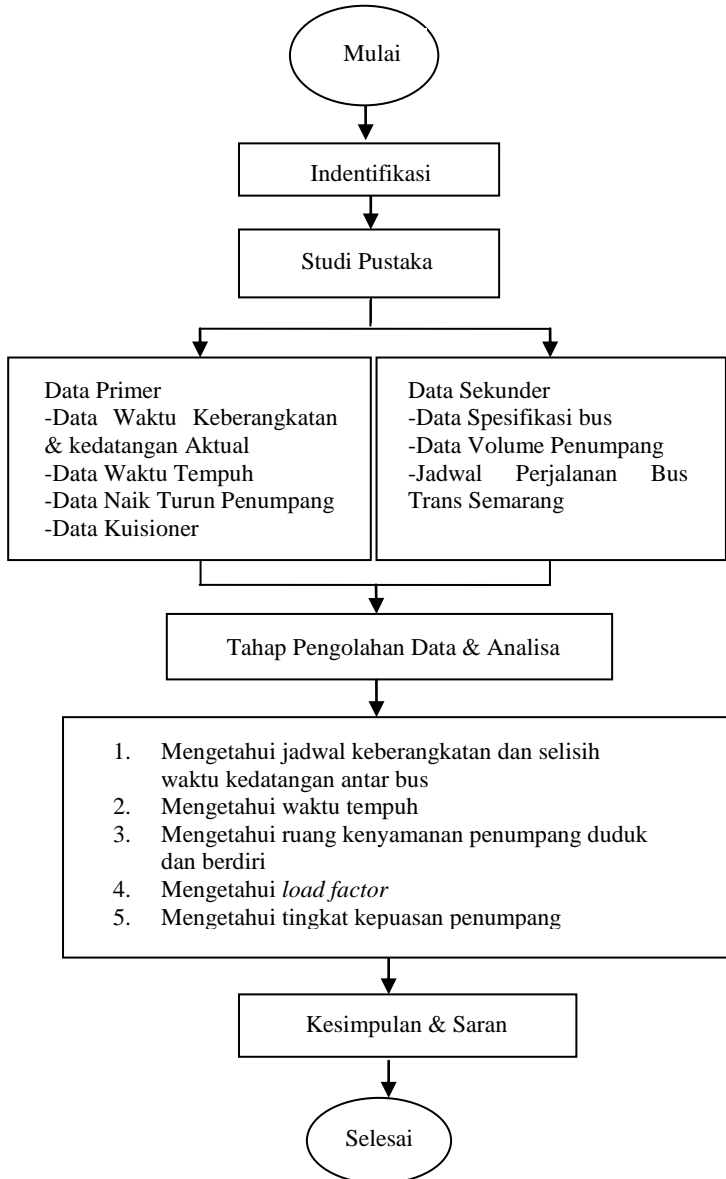 Mulai
Indentifikasi
Studi Pustaka
Data Primer
-Data Waktu Keberangkatan
& kedatangan Aktual
-Data Waktu Tempuh
-Data Naik Turun Penumpang
-Data Kuisioner
Data Sekunder
-Data Spesifikasi bus
-Data Volume Penumpang
-Jadwal Perjalanan Bus
Trans Semarang
Tahap Pengolahan Data & Analisa
1. Mengetahui jadwal keberangkatan dan selisih
waktu kedatangan antar bus
2. Mengetahui waktu tempuh
3. Mengetahui ruang kenyamanan penumpang duduk
dan berdiri
4. Mengetahui load factor
5. Mengetahui tingkat kepuasan penumpang
Kesimpulan & Saran
Selesai